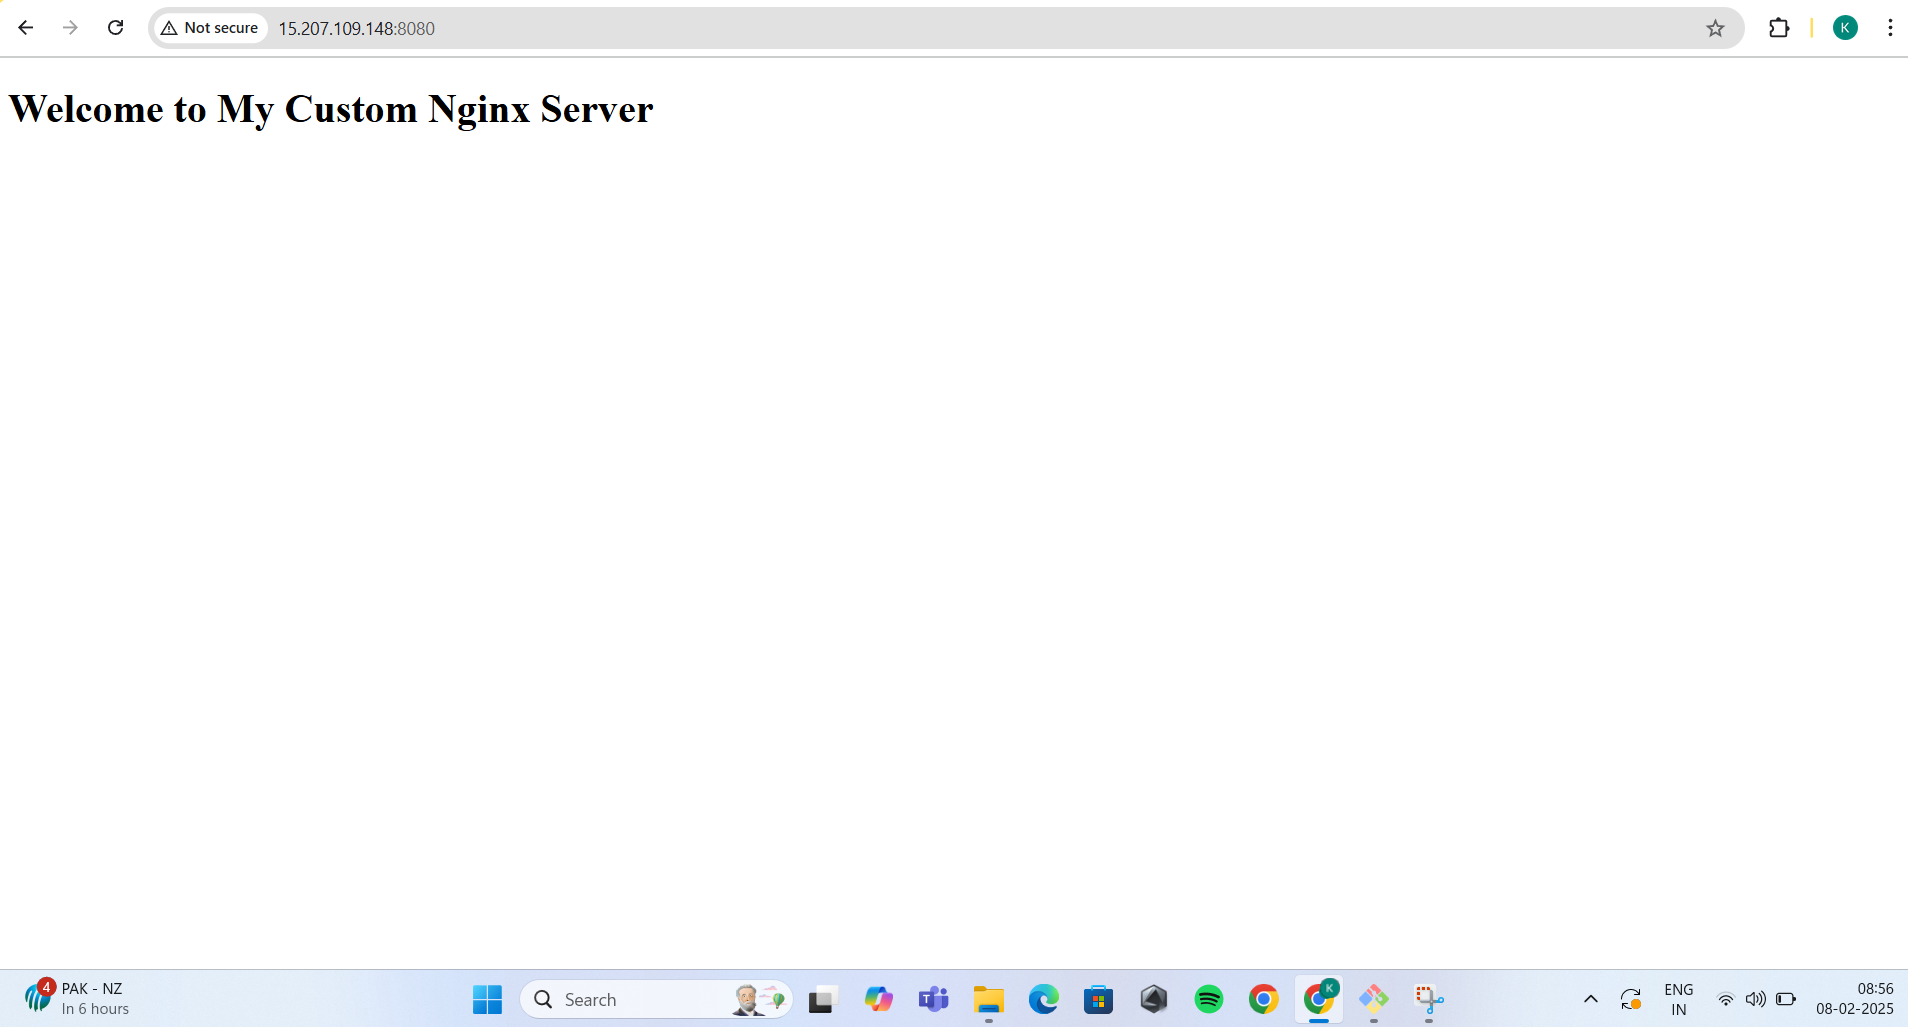 Not secure
15.207.109.148:8080
K
Welcome to My Custom Nginx Server
4
PAK - NZ
In 6 hours
Search
T
K
ENG
IN
08:56
08-02-2025